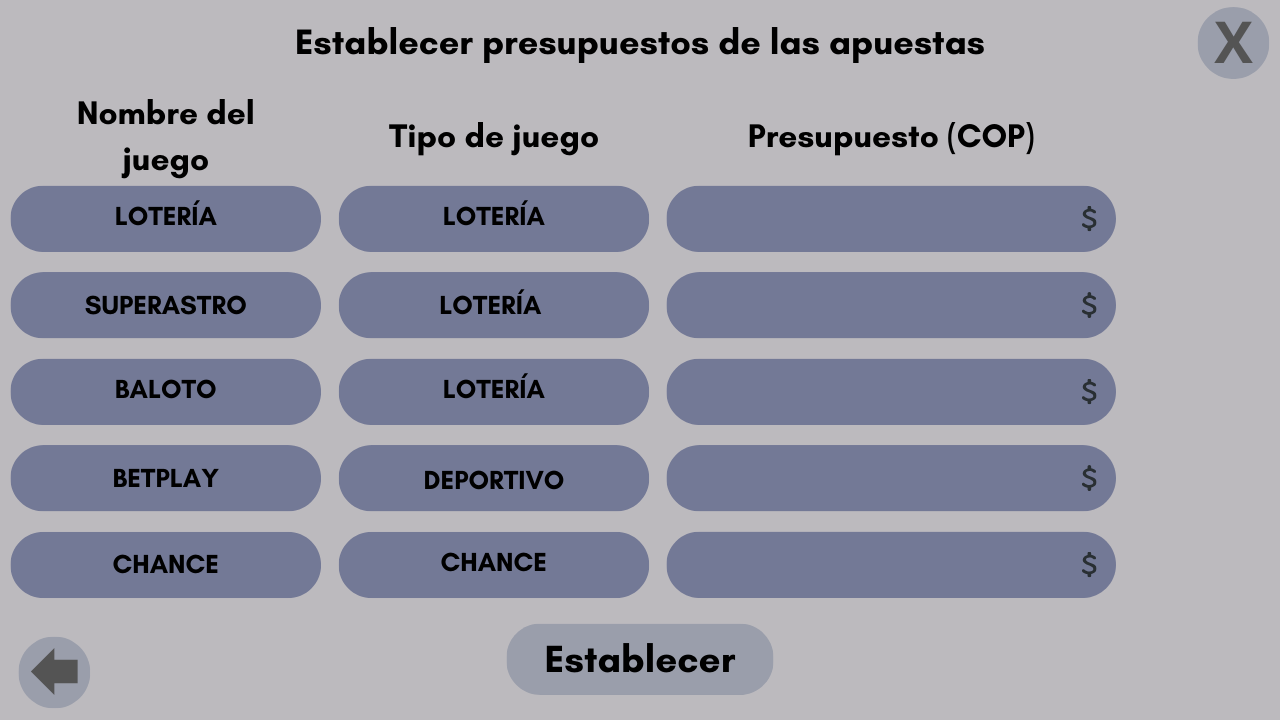 Establecer presupuestos de las apuestas
X
Nombre del
juego
Tipo de juego
Presupuesto (COP)
LOTERÍA
LOTERÍA
$
SUPERASTRO
LOTERÍA
$
BALOTO
LOTERÍA
$
BETPLAY
DEPORTIVO
$
CHANCE
CHANCE
$
Establecer